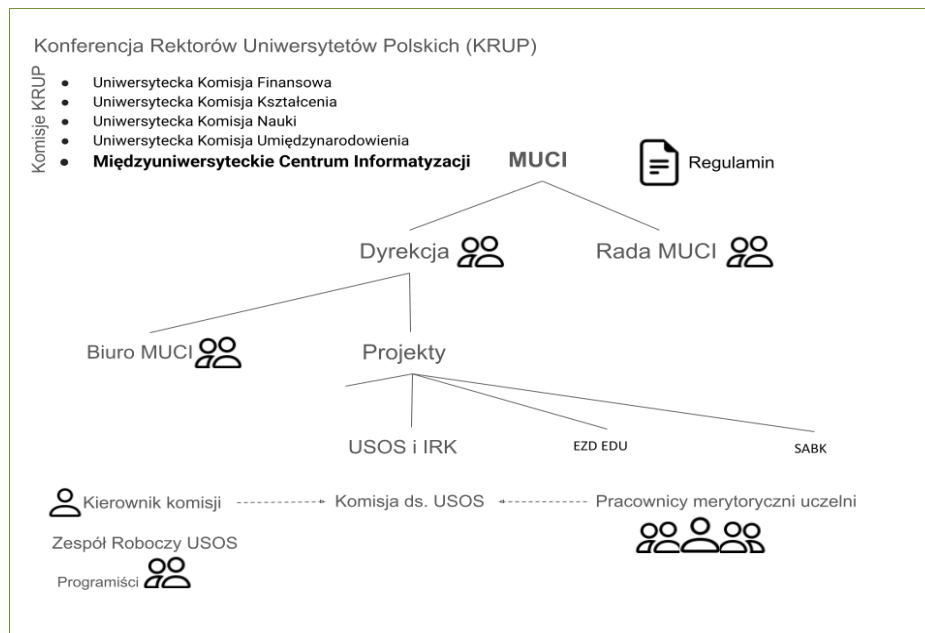 Konferencja Rektorów Uniwersytetów Polskich (KRUP)
Komisje KRUP
● Uniwersytecka Komisja Finansowa
● Uniwersytecka Komisja Kształcenia
● Uniwersytecka Komisja Nauki
● Uniwersytecka Komisja Umiędzynarodowienia
● Międzyuniwersyteckie Centrum Informatyzacji
MUCI
Regulamin
Dyrekcja
Rada MUCI
Biuro MUCI
Projekty
USOS i IRK
EZD EDU
SABK
Kierownik komisji
Komisja ds. USOS
Pracownicy merytoryczni uczelni
Zespół Roboczy USOS
Programiści